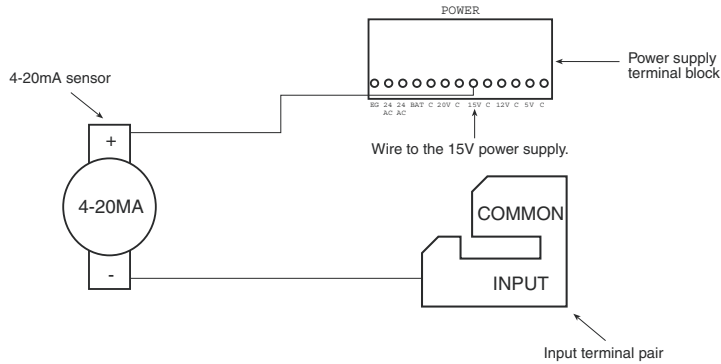 POWER
Power supply
terminal block
4-20mA sensor
EG 24 24 BAT C 20V C 15V C 12V C 5V C
AC AC
Wire to the 15V power supply.
+
4-20MA
-
COMMON
INPUT
Input terminal pair